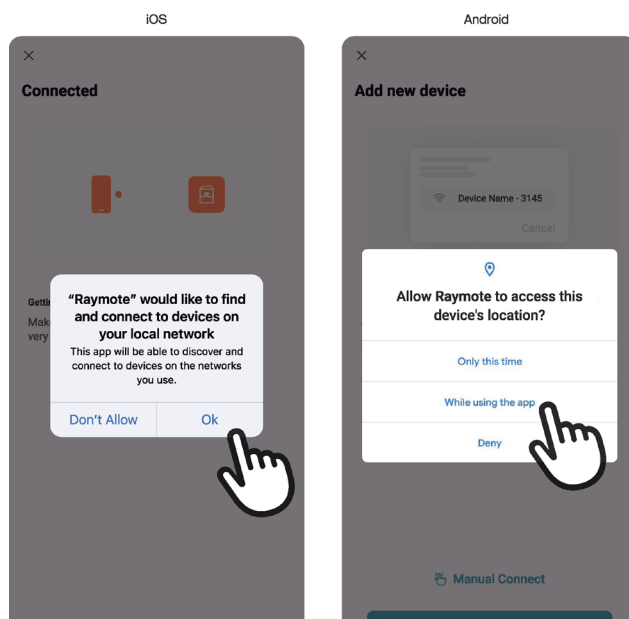 iOS
Connected
Getti
Mak
very
“Raymote” would like to find
and connect to devices on
your local network
This app will be able to discover and
connect to devices on the networks
you use.
Don't Allow
Ok
Android
Add new device
Device Name - 3145
Cancel
Allow Raymote to access this
device's location?
Only this time
While using the app
Deny
Manual Connect